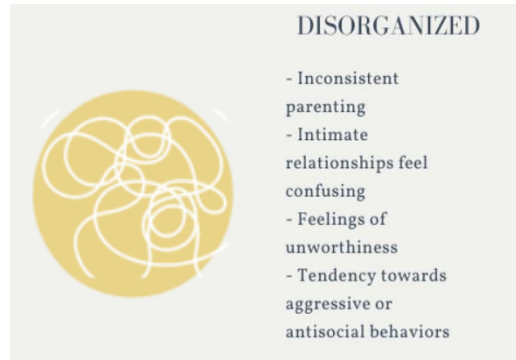 DISORGANIZED
- Inconsistent
parenting
- Intimate
relationships feel
confusing
- Feelings of
unworthiness
- Tendency towards
aggressive or
antisocial behaviors